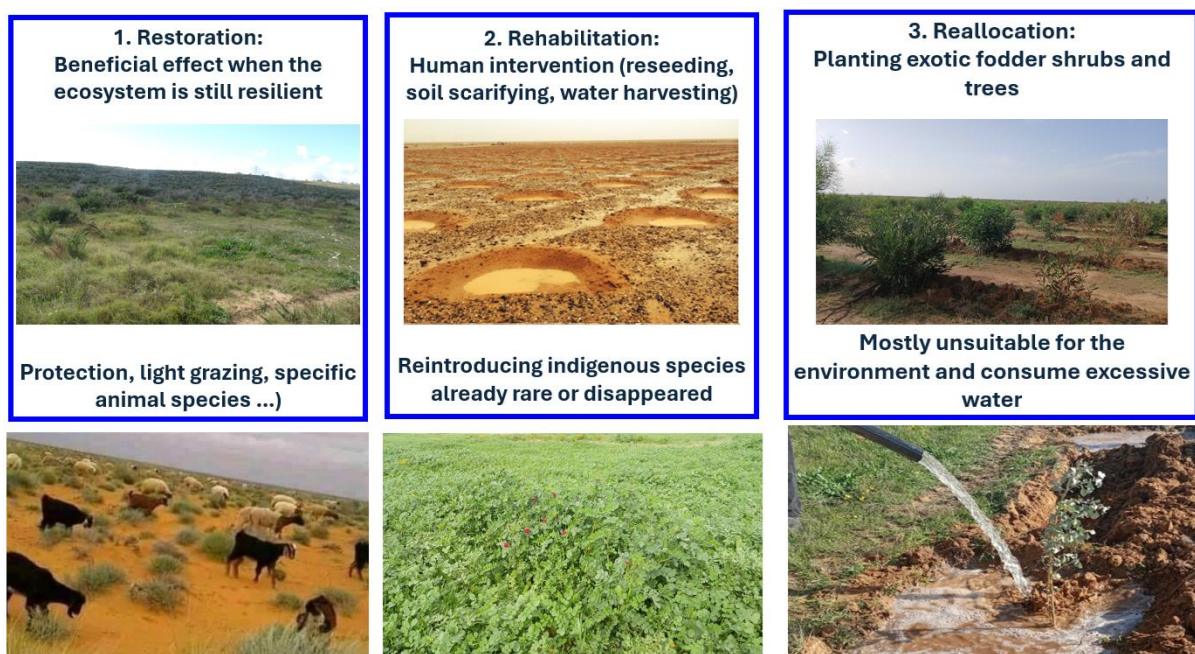 1. Restoration:
Beneficial effect when the
ecosystem is still resilient
Protection, light grazing, specific
animal species ...)
2. Rehabilitation:
Human intervention (reseeding,
soil scarifying, water harvesting)
Reintroducing indigenous species
already rare or disappeared
3. Reallocation:
Planting exotic fodder shrubs and
trees
Mostly unsuitable for the
environment and consume excessive
water